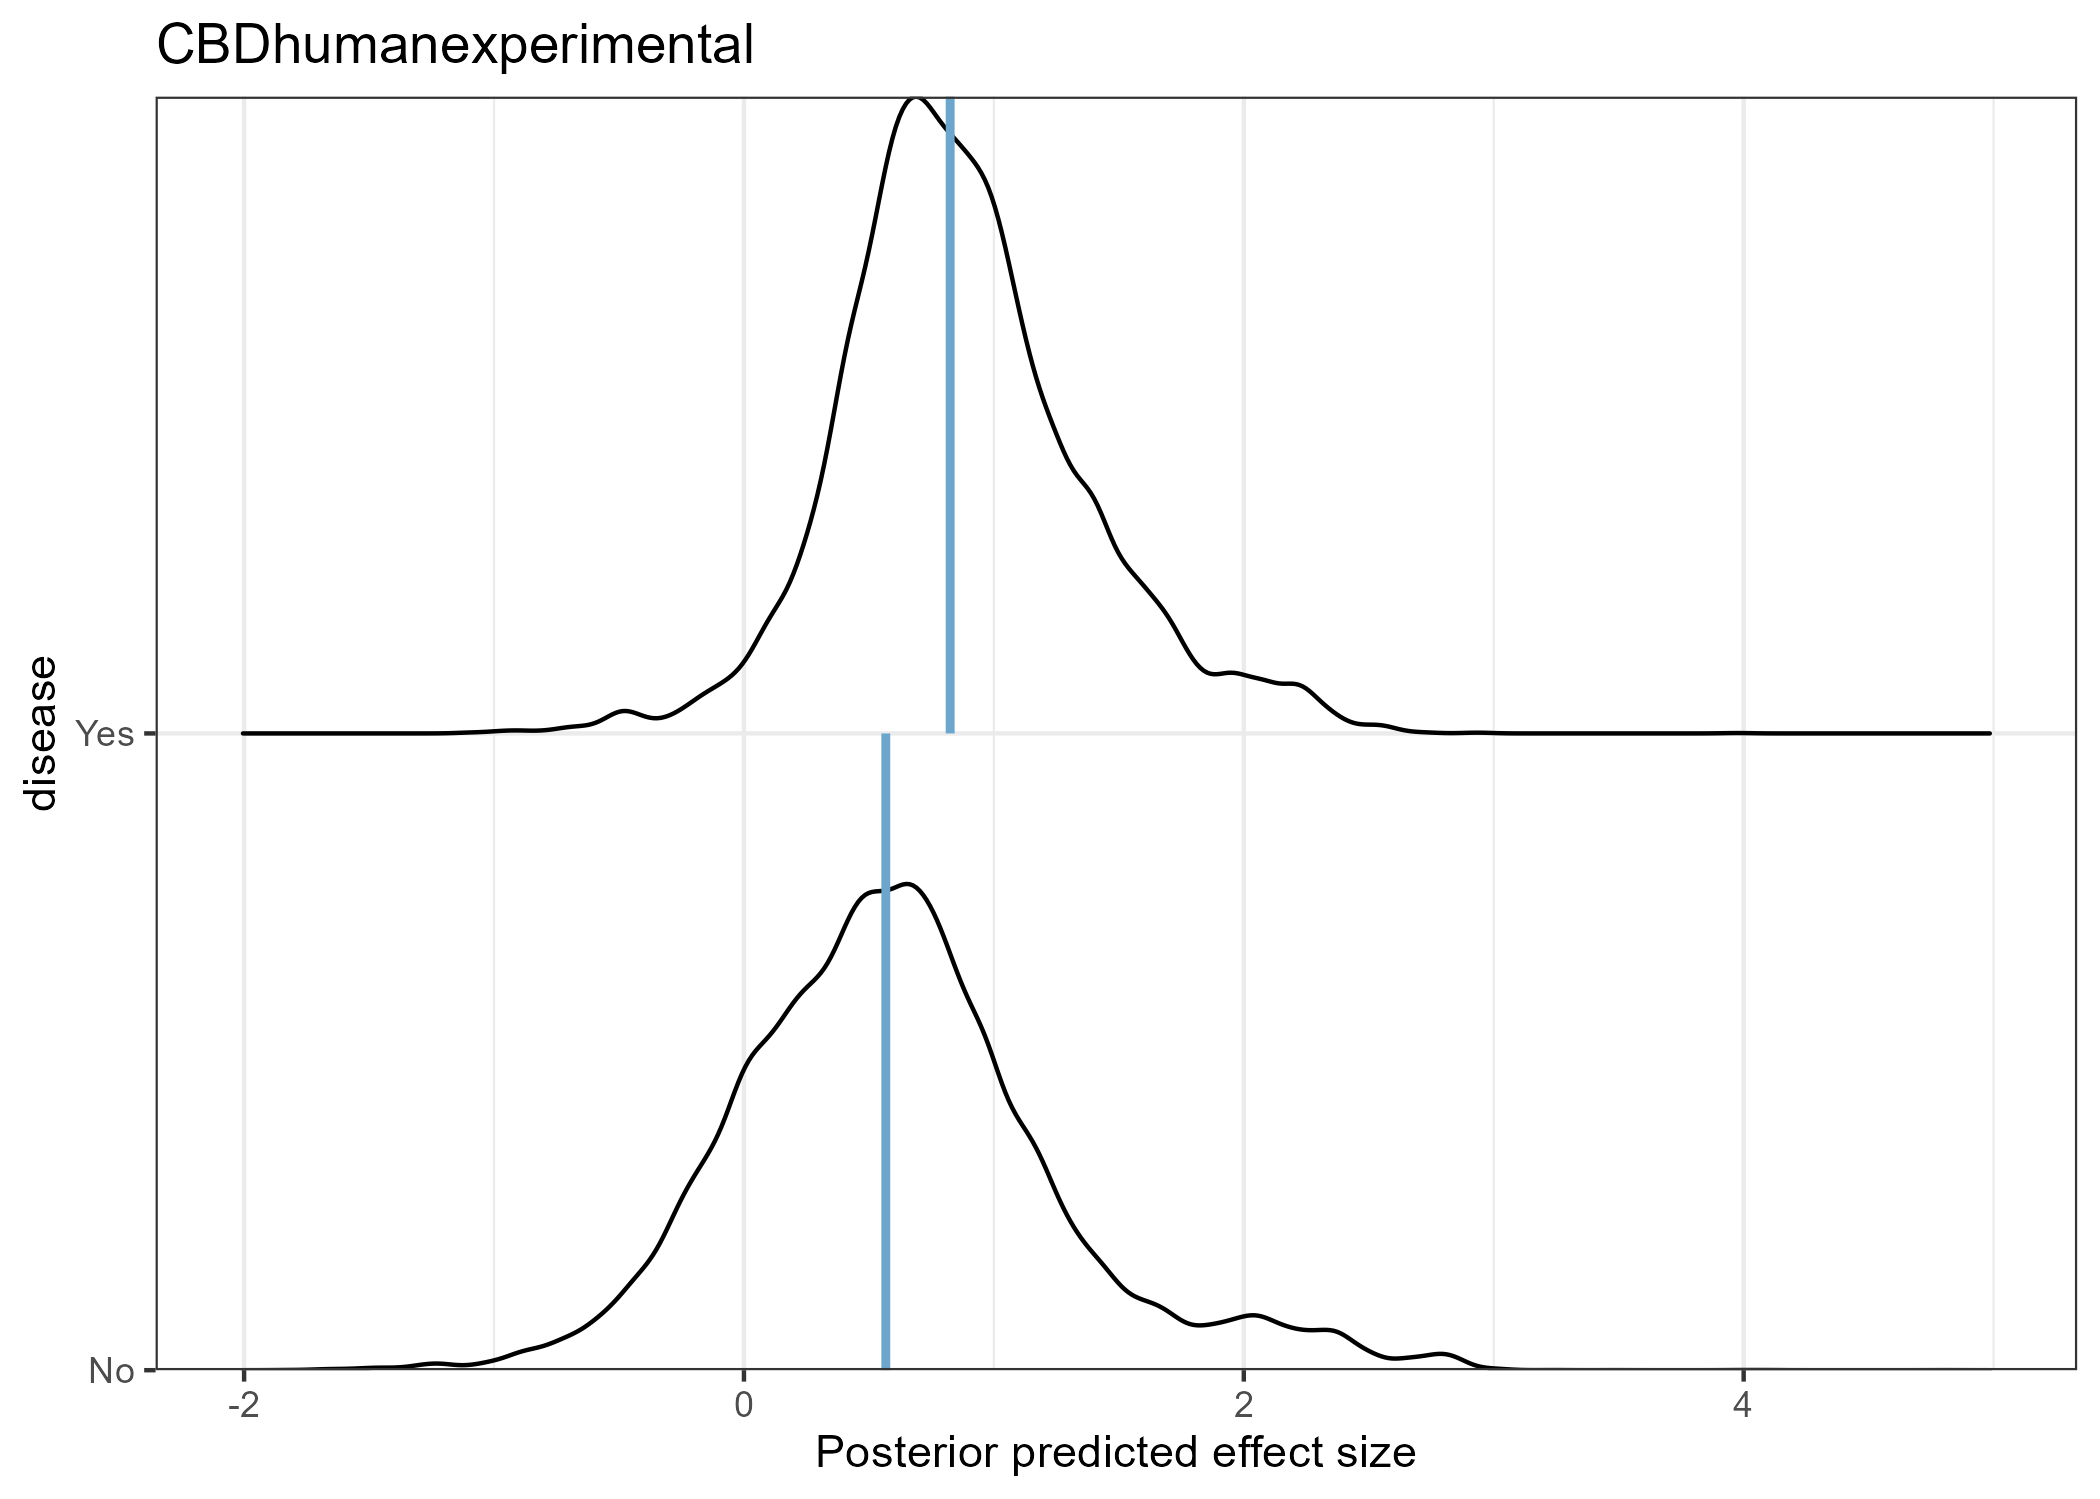 CBDhumanexperimental
disease
Yes
No
-2 0 2 4
Posterior predicted effect size